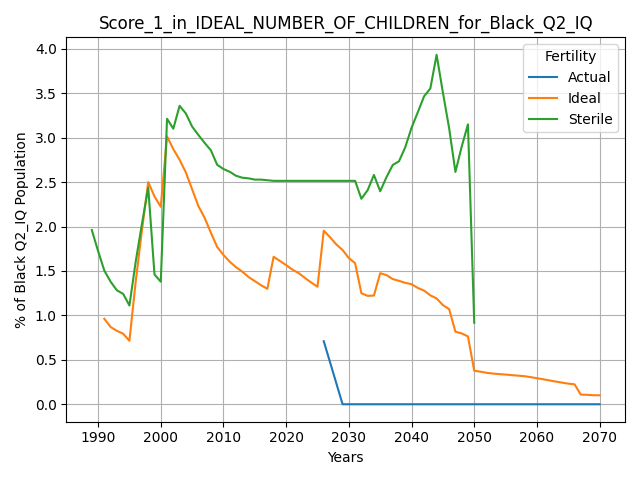 Score_1_in_IDEAL_NUMBER_OF_CHILDREN_for_Black_Q2_IQ
Fertility
Actual
Ideal
Sterile
% of Black Q2_IQ Population
4.0
3.5
3.0
2.5
2.0
1.5
1.0
0.5
0.0
1990 2000 2010 2020 2030 2040 2050 2060 2070
Years